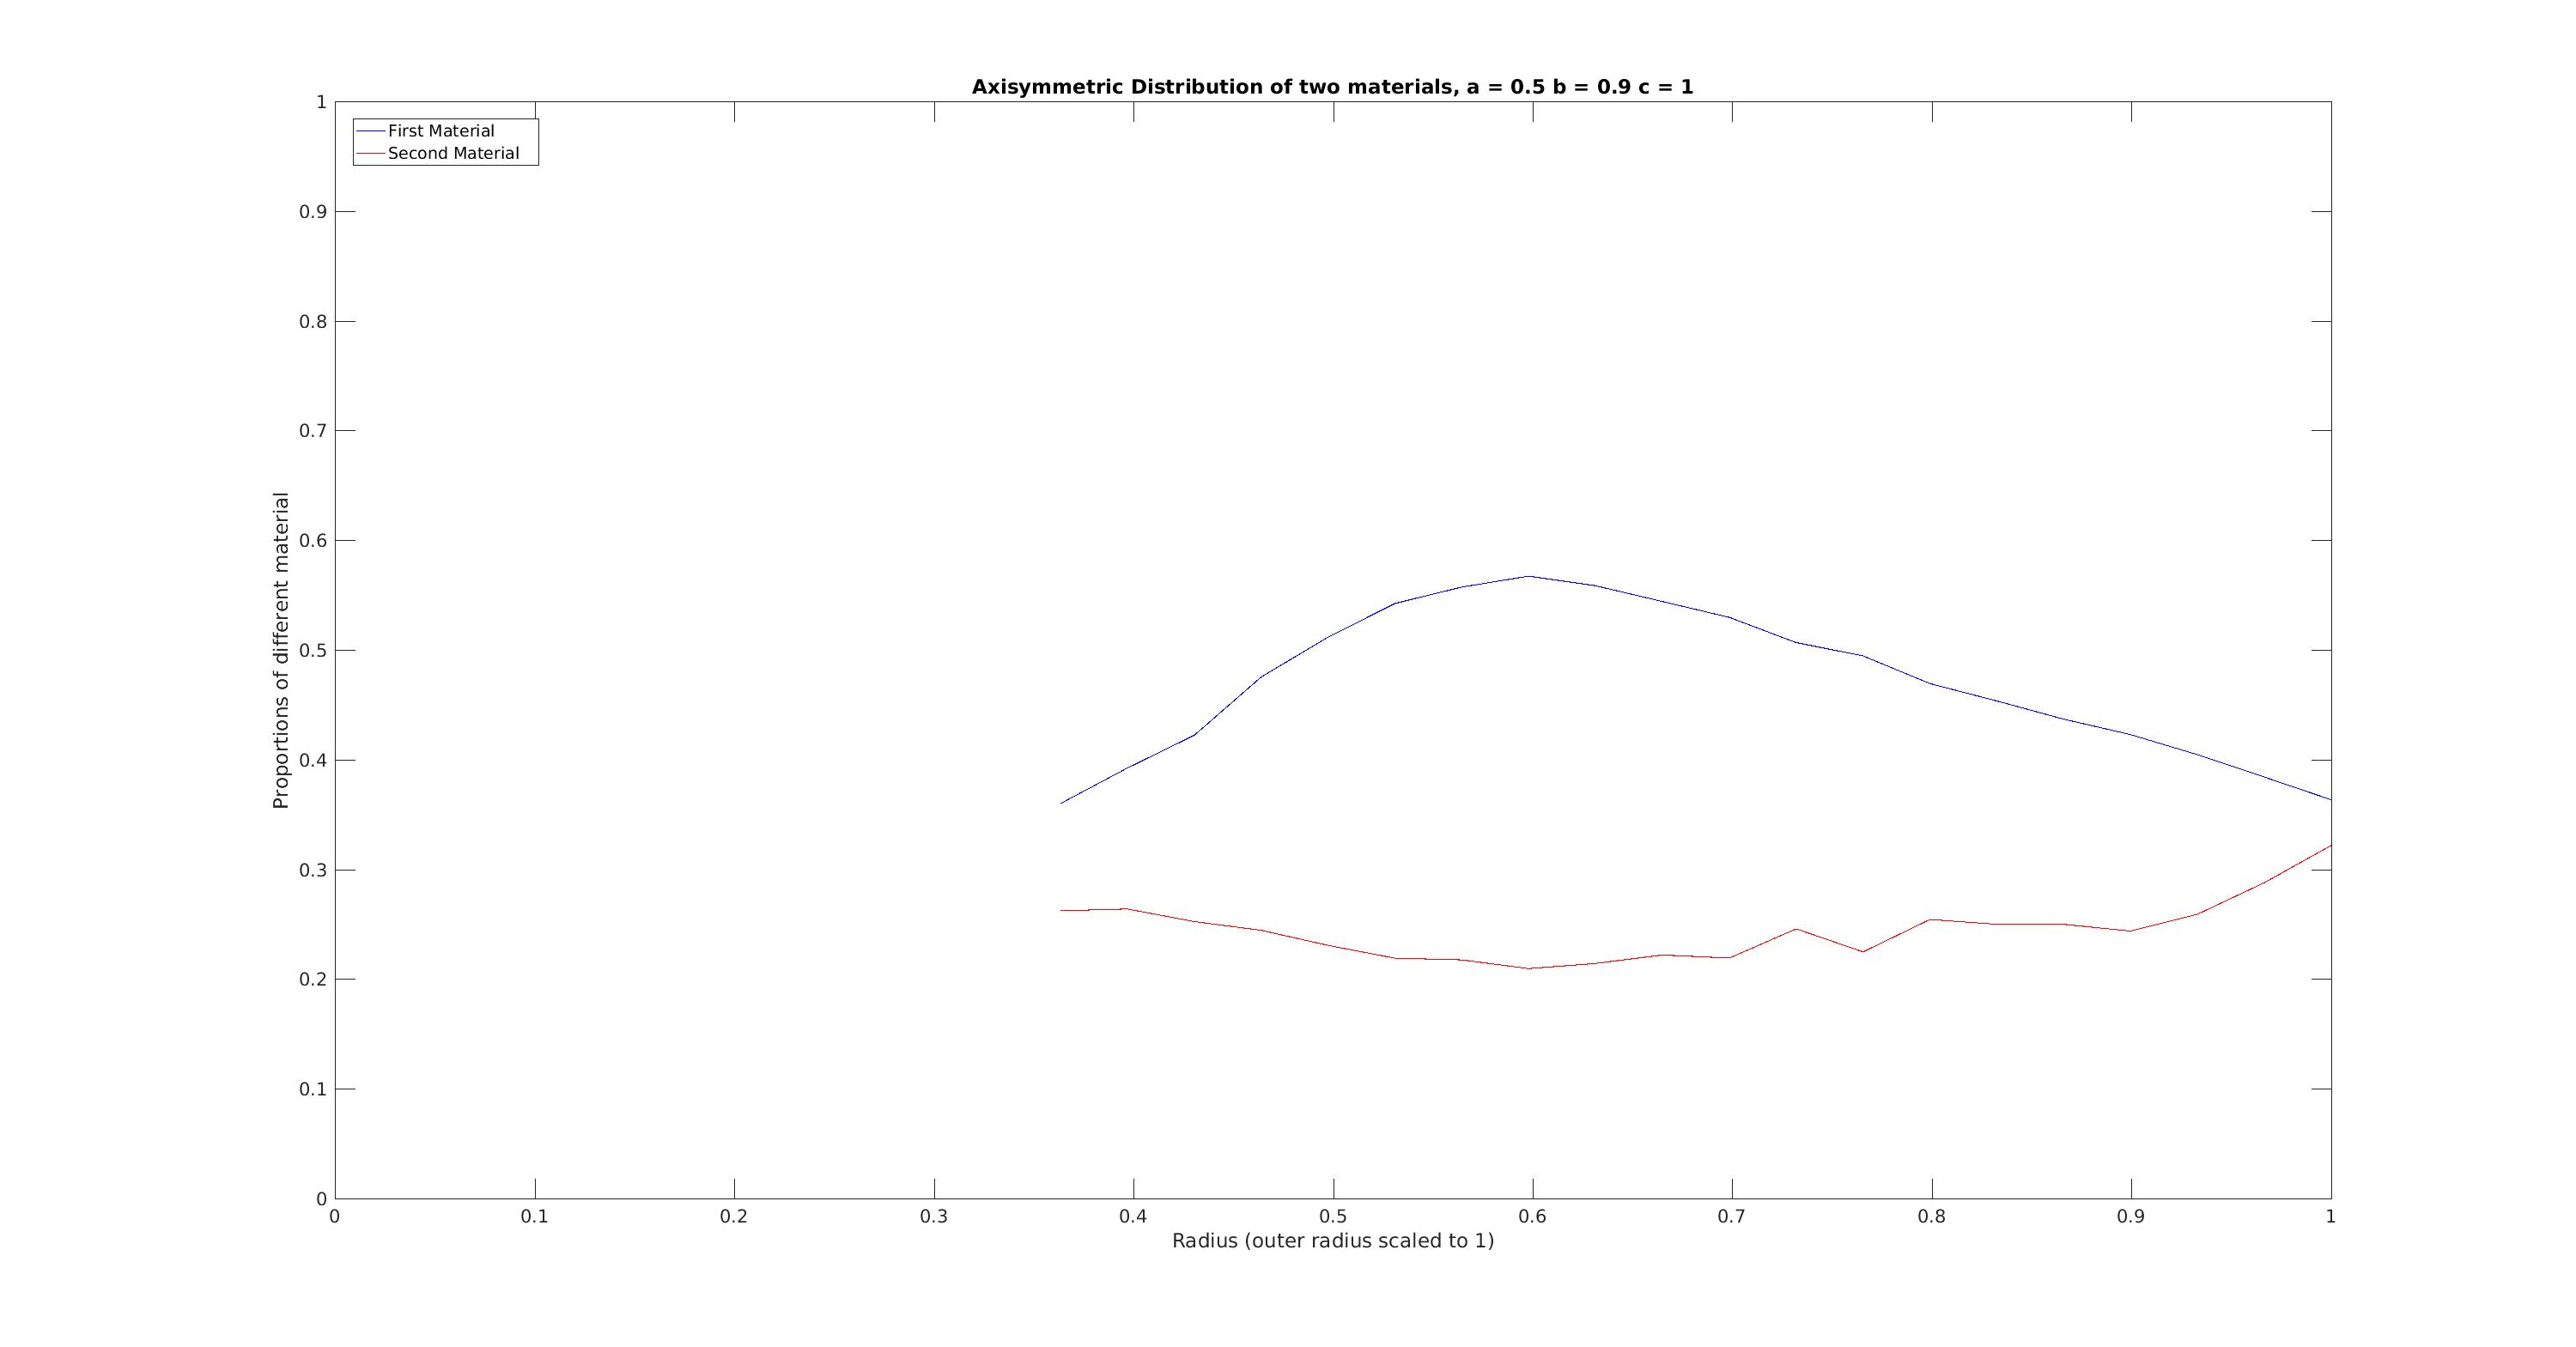 Axisymmetric Distribution of two materials, a = 0.5 b = 0.9 c = 1
First Material
Second Material
1
0.9
0.8
0.7
0.6
0.5
0.4
0.3
0.2
0.1
0
Proportions of different material
0 0.1 0.2 0.3 0.4 0.5 0.6 0.7 0.8 0.9 1
Radius (outer radius scaled to 1)